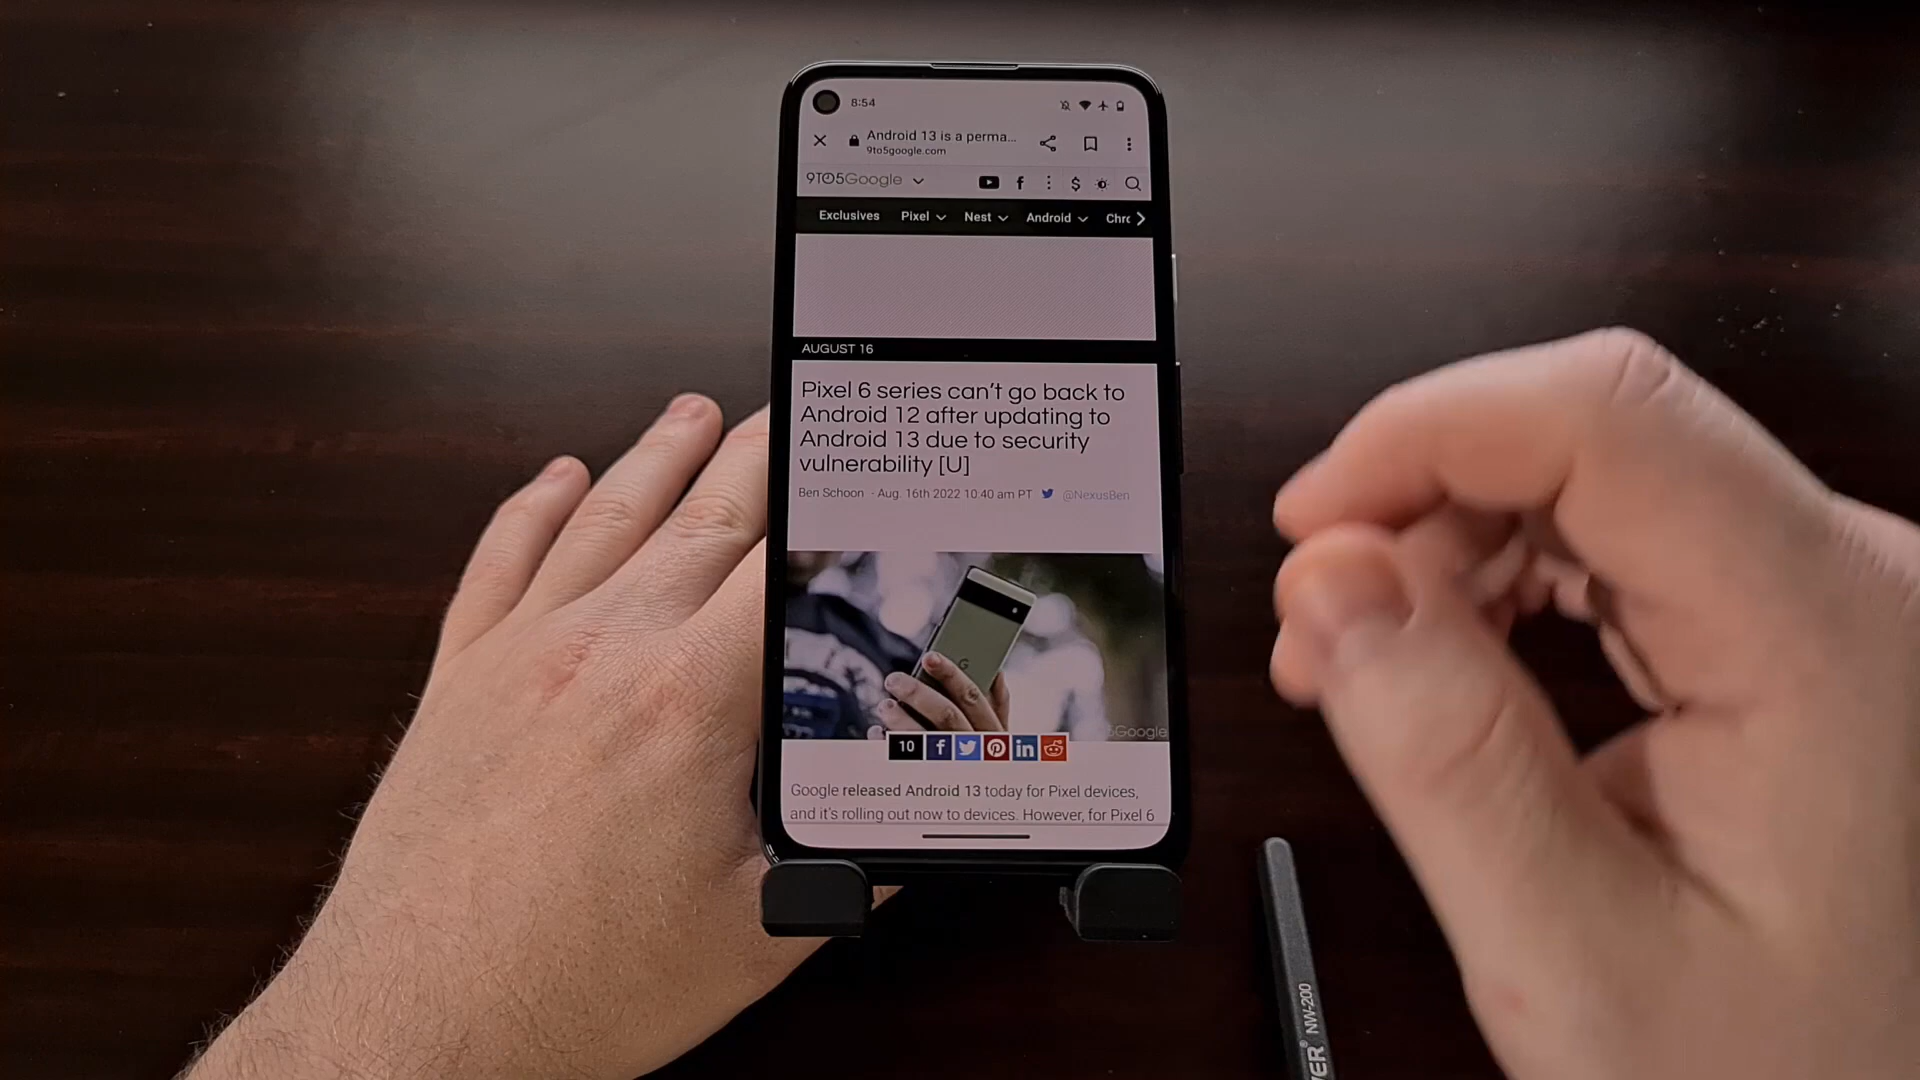 8:54
Android 13 is a perma...
9to5google.com
9TO5Google
$
Exclusives Pixel Nest Android Chro
AUGUST 16
Pixel 6 series can't go back to
Android 12 after updating to
Android 13 due to security
vulnerability [U]
Ben Schoon - Aug. 16th 2022 10:40 am PT @NexusBen
G
5Google
10
Google released Android 13 today for Pixel devices,
and it's rolling out now to devices. However, for Pixel 6
VER® NW-200